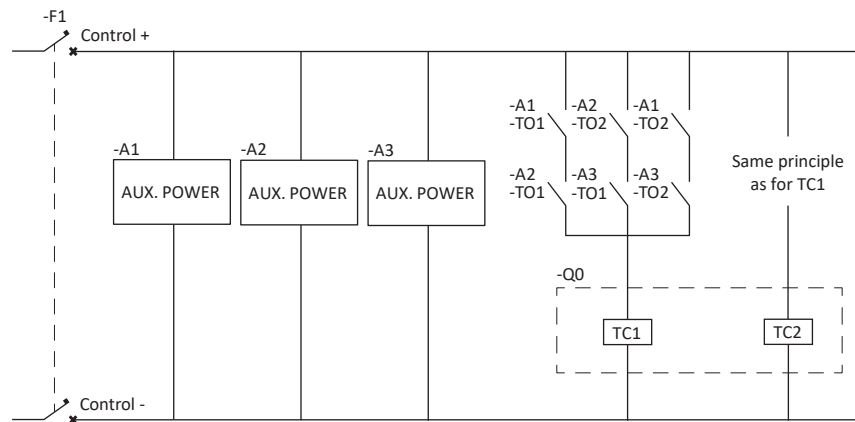 -F1
Control +
-A1
AUX. POWER
-A2
AUX. POWER
-A3
AUX. POWER
-A1
-TO1
-A2
-TO2
-A1
-TO2
-A2
-TO1
-A3
-TO1
-A3
-TO2
Same principle
as for TC1
-Q0
TC1
TC2
Control -